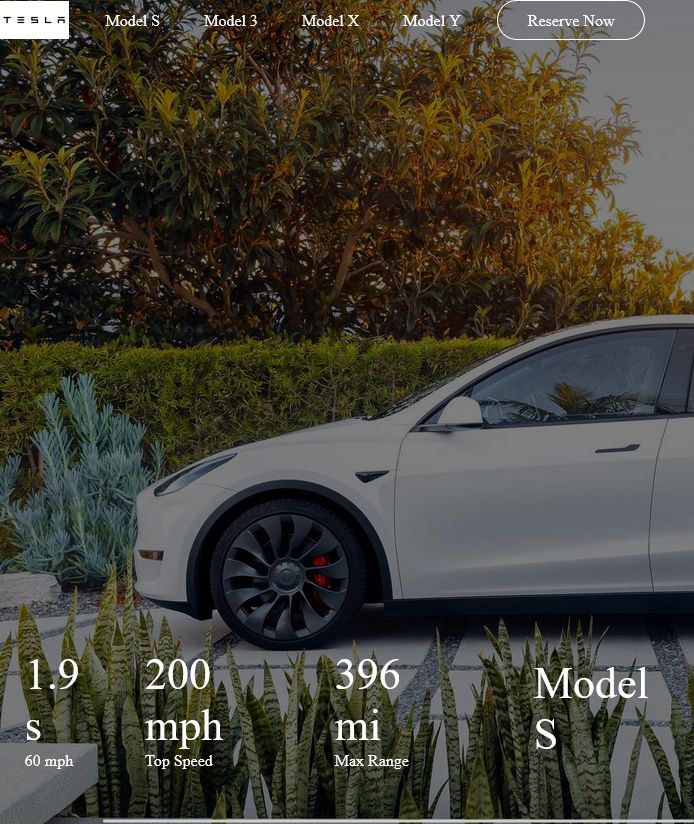 TESLA Model S Model 3 Model X Model Y Reserve Now
1.9
s
60 mph
200
mph
Top Speed
396
mi
Max Range
Model
S